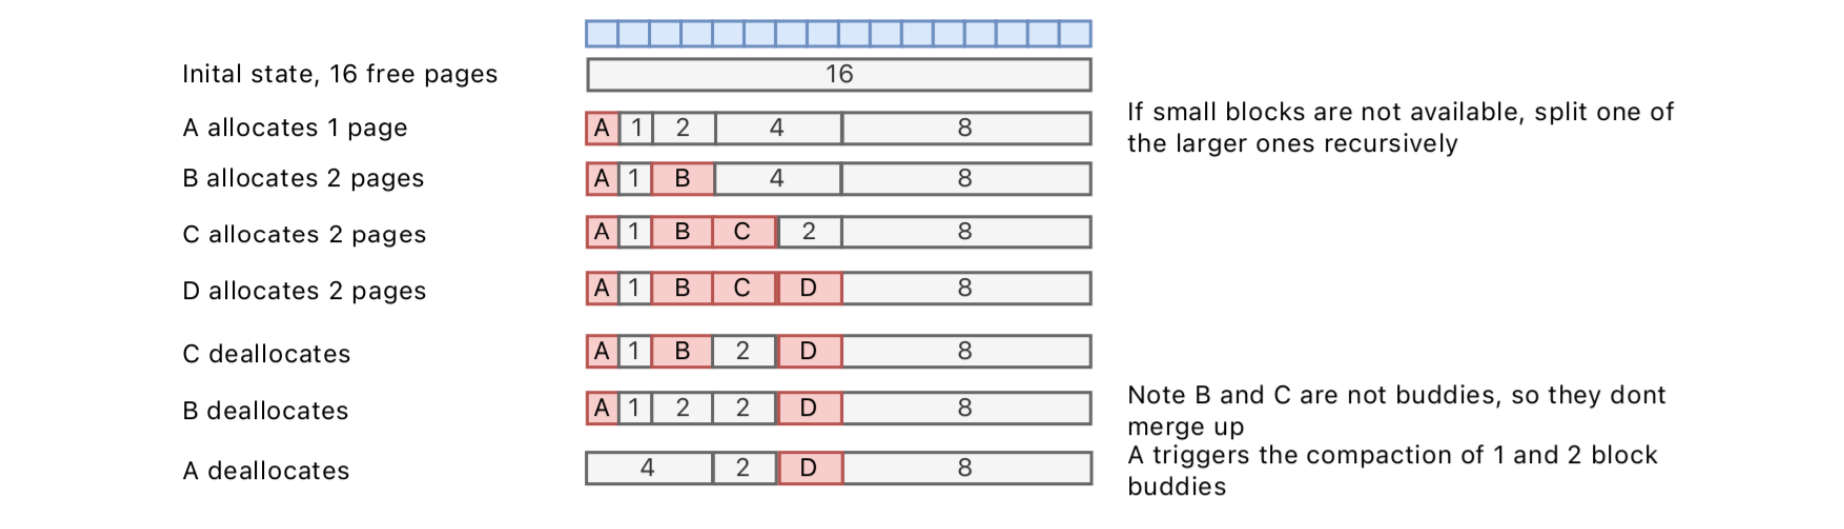 Inital state, 16 free pages
16
A allocates 1 page
A 1 2 4 8
If small blocks are not available, split one of
the larger ones recursively
B allocates 2 pages
A 1 B 4 8
C allocates 2 pages
A 1 B C 2 8
D allocates 2 pages
A 1 B C D 8
C deallocates
A 1 B 2 D 8
B deallocates
A 1 2 2 D 8
Note B and C are not buddies, so they dont
merge up
A deallocates
4 2 D 8
A triggers the compaction of 1 and 2 block
buddies